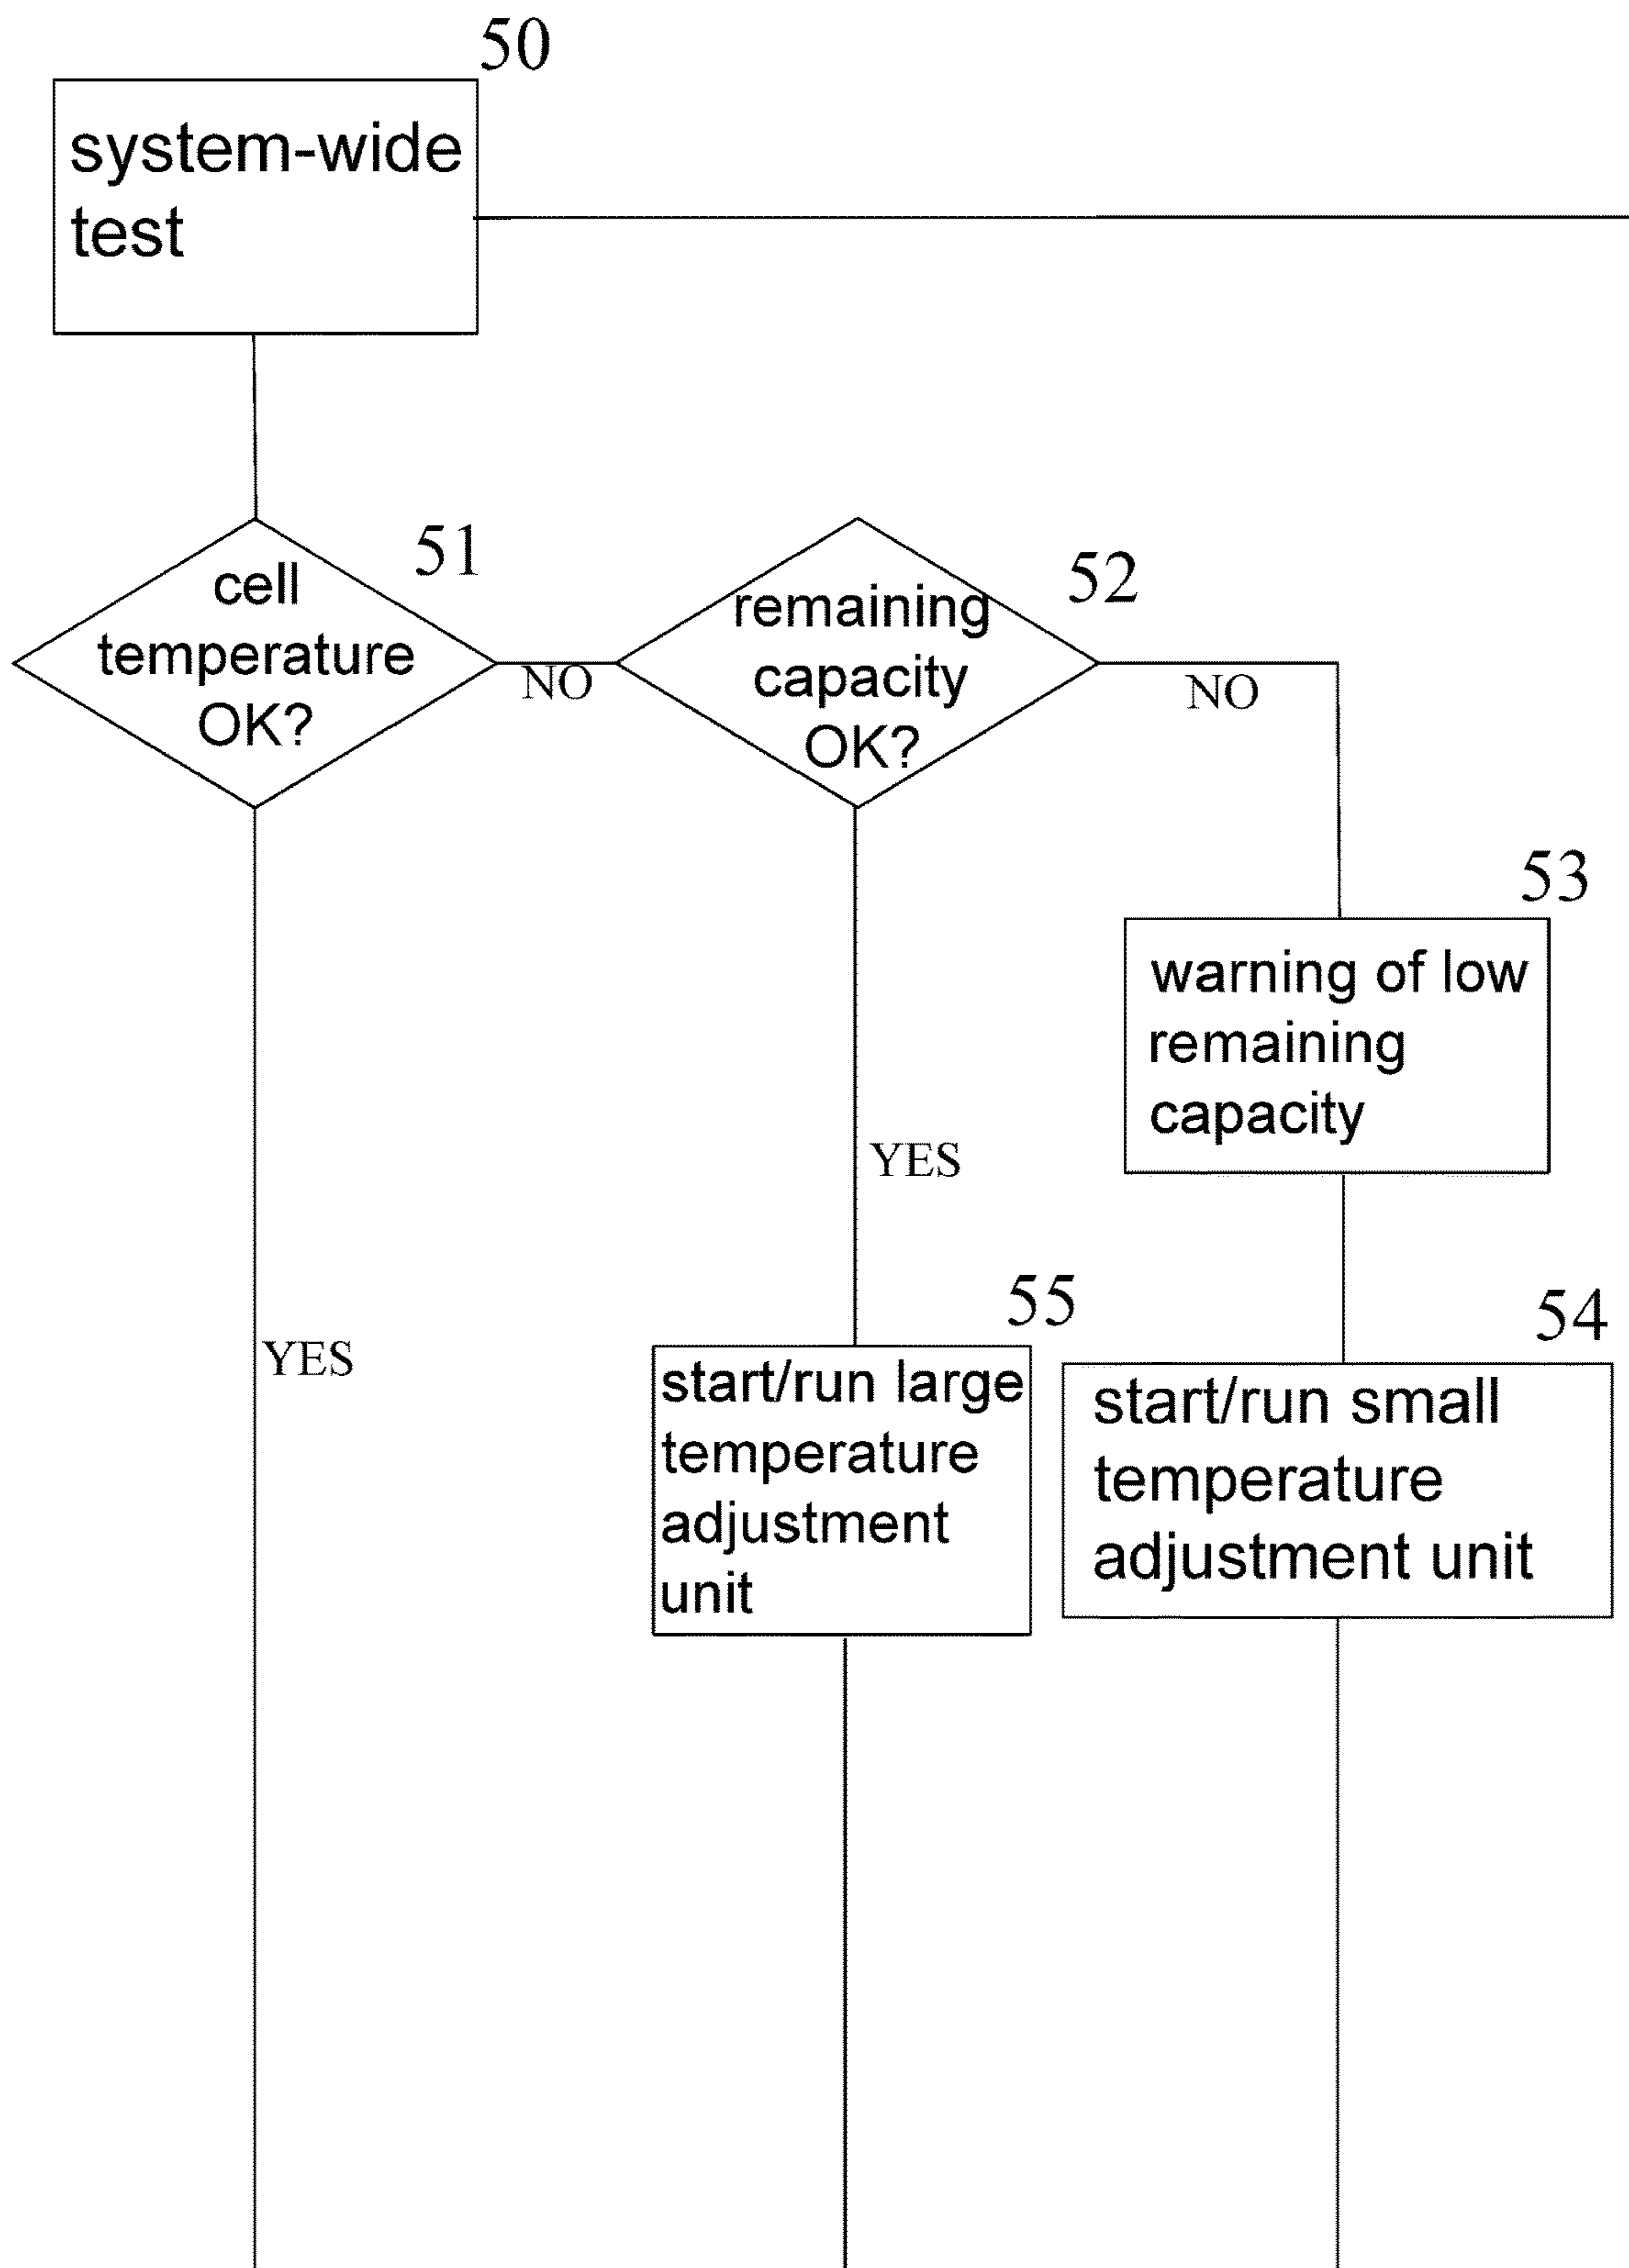 50
system-wide
test
51
cell
temperature
OK?
NO
52
remaining
capacity
OK?
NO
53
warning of low
remaining
capacity
YES
55
start/run large
temperature
adjustment
unit
54
start/run small
temperature
adjustment unit
YES